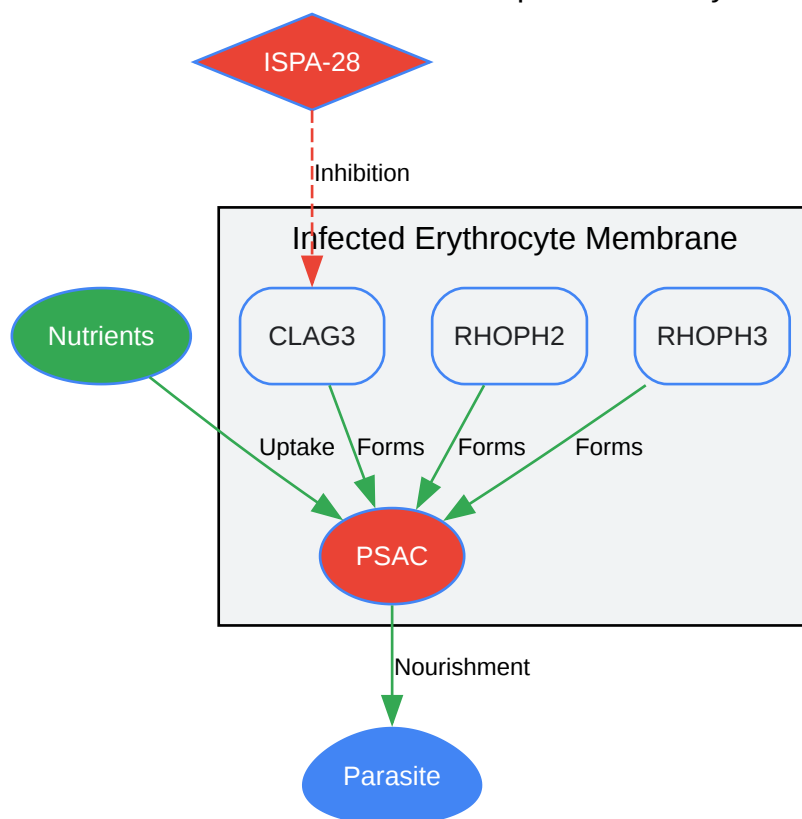 ISPA-28
Inhibition
Infected Erythrocyte Membrane
Nutrients
CLAG3
RHOPH2
RHOPH3
Uptake
Forms
Forms
Forms
PSAC
Nourishment
Parasite